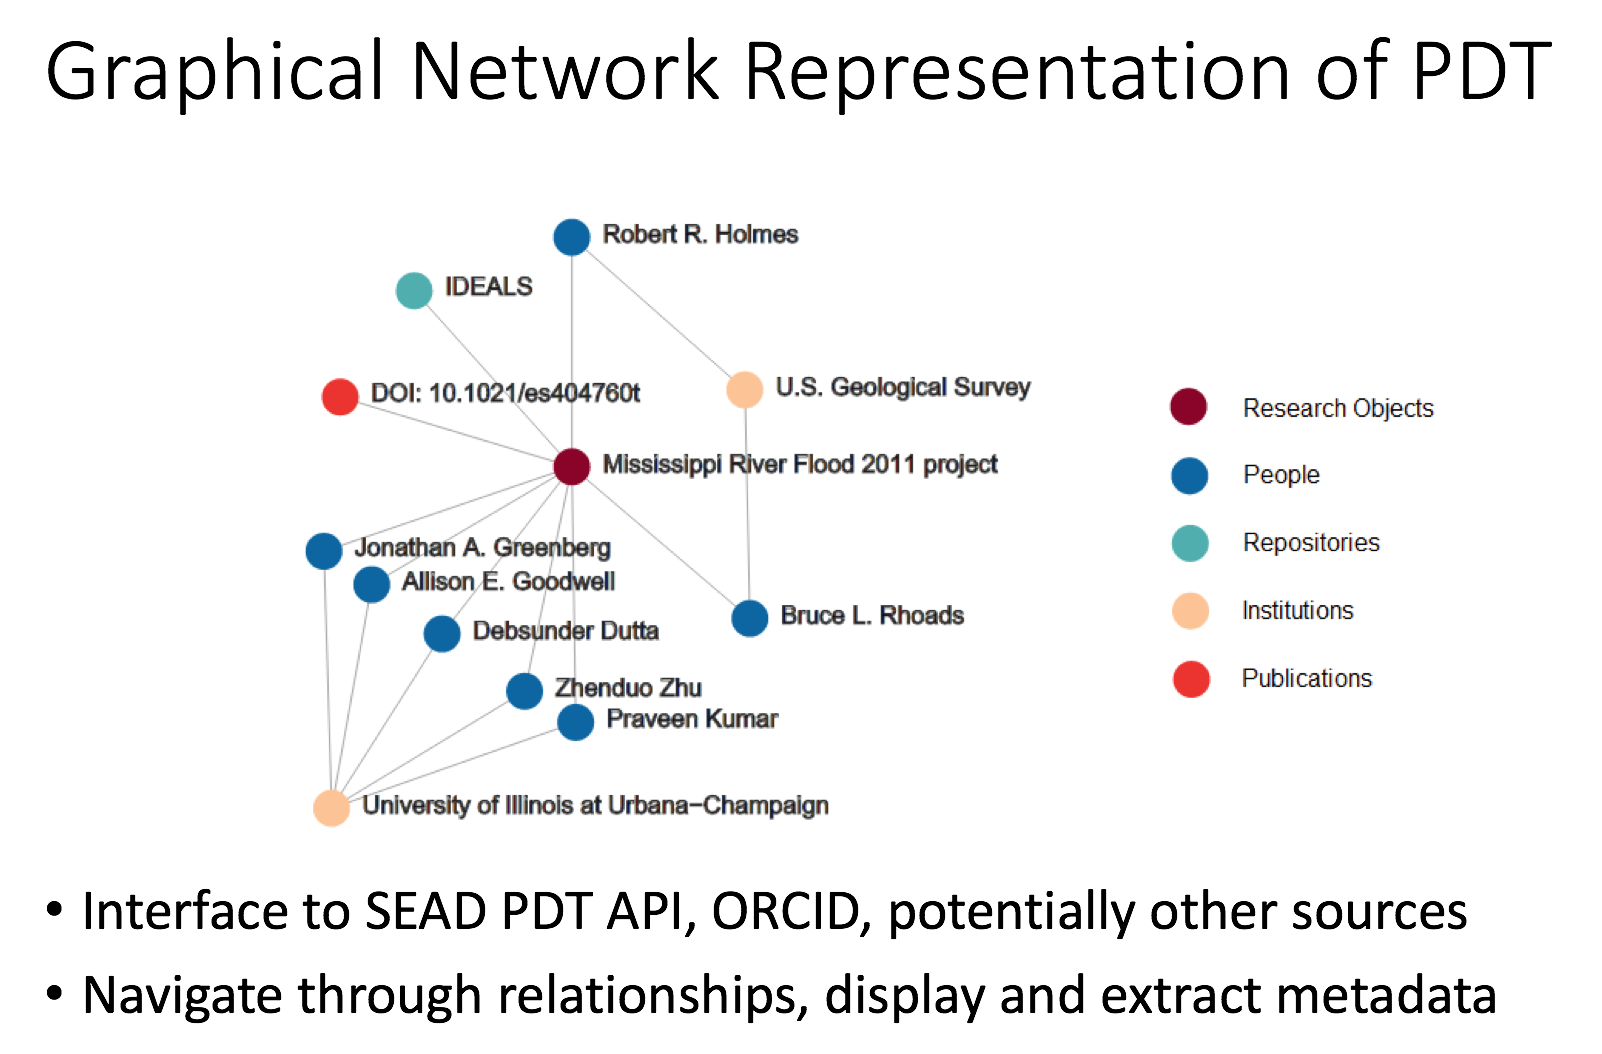 Graphical Network Representation of PDT
Robert R. Holmes
IDEALS
U.S. Geological Survey
DOI: 10.1021/es404760t
Mississippi River Flood 2011 project
Jonathan A. Greenberg
Allison E. Goodwell
Bruce L. Rhoads
Debsunder Dutta
Zhenduo Zhu
Praveen Kumar
University of Illinois at Urbana−Champaign
Research Objects
People
Repositories
Institutions
Publications
• Interface to SEAD PDT API, ORCID, potentially other sources
• Navigate through relationships, display and extract metadata